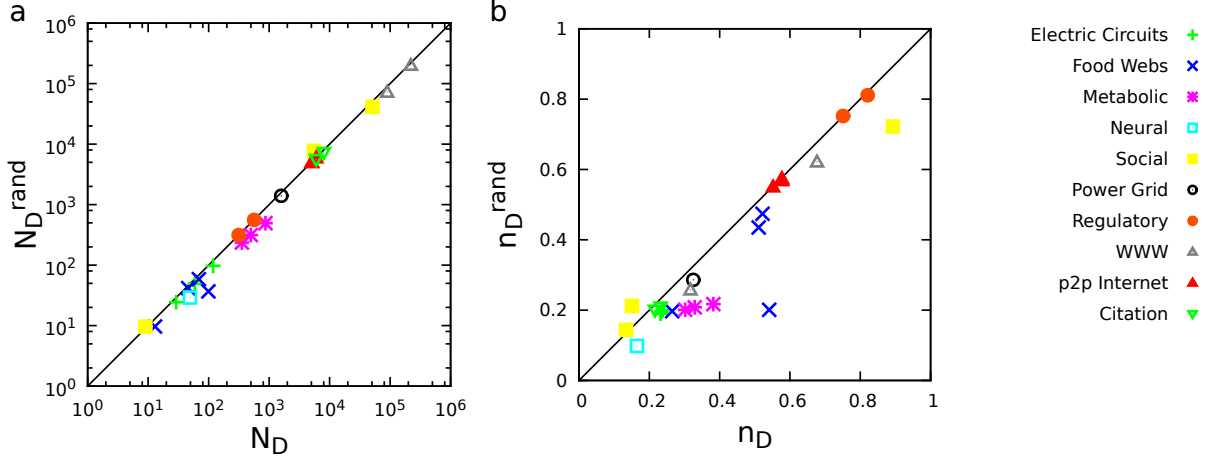 a
N_D^rand
10^6
10^5
10^4
10^3
10^2
10^1
10^0
10^0 10^1 10^2 10^3 10^4 10^5 10^6
N_D
b
n_D^rand
1
0.8
0.6
0.4
0.2
0
0 0.2 0.4 0.6 0.8 1
n_D
Electric Circuits
Food Webs
Metabolic
Neural
Social
Power Grid
Regulatory
WWW
p2p Internet
Citation